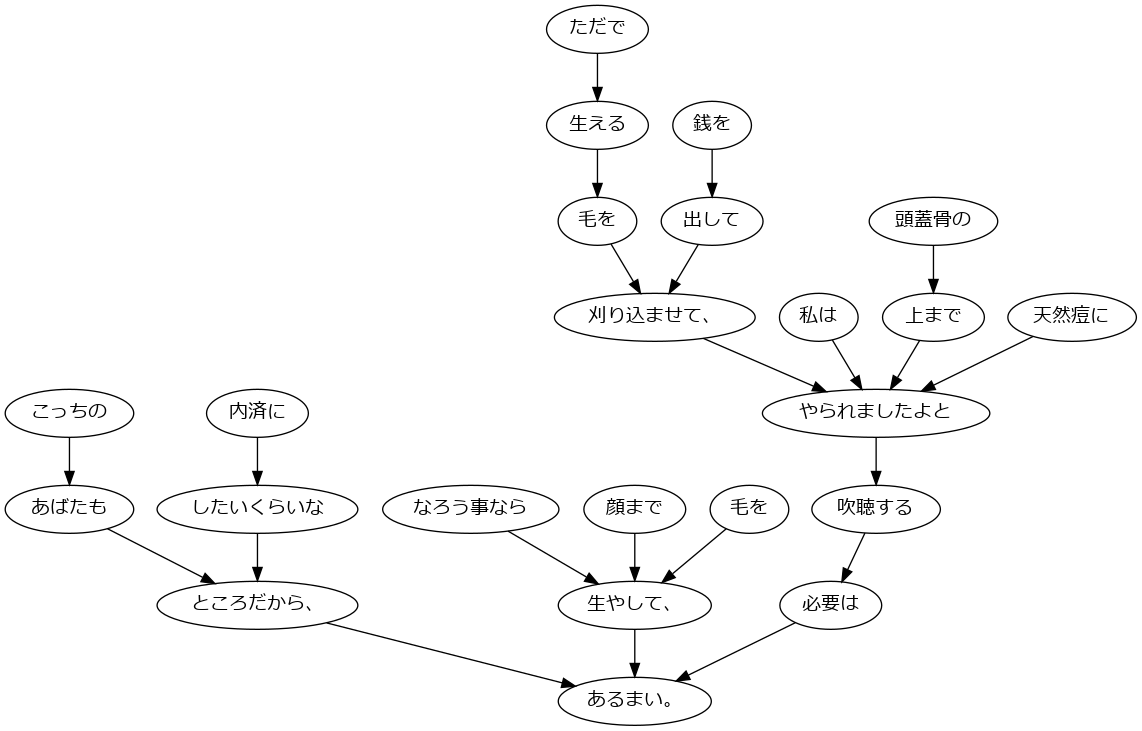 ただで
生える
銭を
毛を
出して
頭蓋骨の
刈り込ませて、
私は
上まで
天然痘に
こっちの
内済に
やられましたよと
あばたも
したいくらいな
なろう事なら
顔まで
毛を
吹聴する
ところだから、
生やして、
必要は
あるまい。